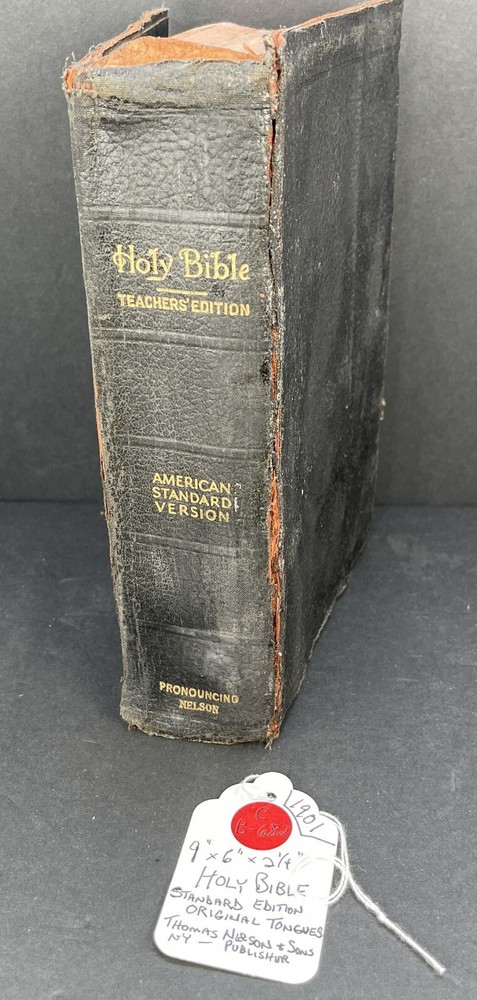 Holy Bible
TEACHERS' EDITION
AMERICAN
STANDARD
VERSION
PRONOUNCING
NELSON
1901
C
B-682
9" x 6" x 2 1/4"
HOLY BIBLE
STANDARD EDITION
ORIGINAL TONGUES
THOMAS NELSON & SONS
NY - PUBLISHER